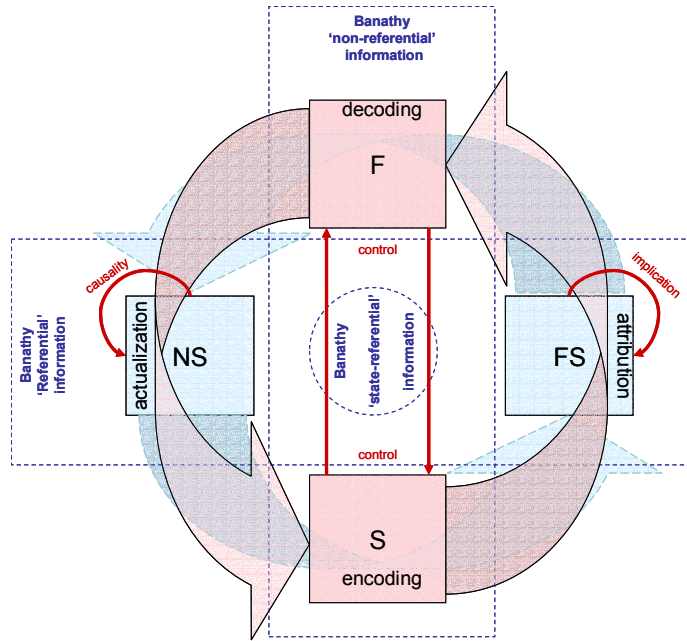 Banathy
‘non-referential’
information
decoding
F
control
causality
implication
Banathy
‘Referential’
information
actualization
NS
Banathy
‘state-referential’
information
FS
attribution
control
S
encoding